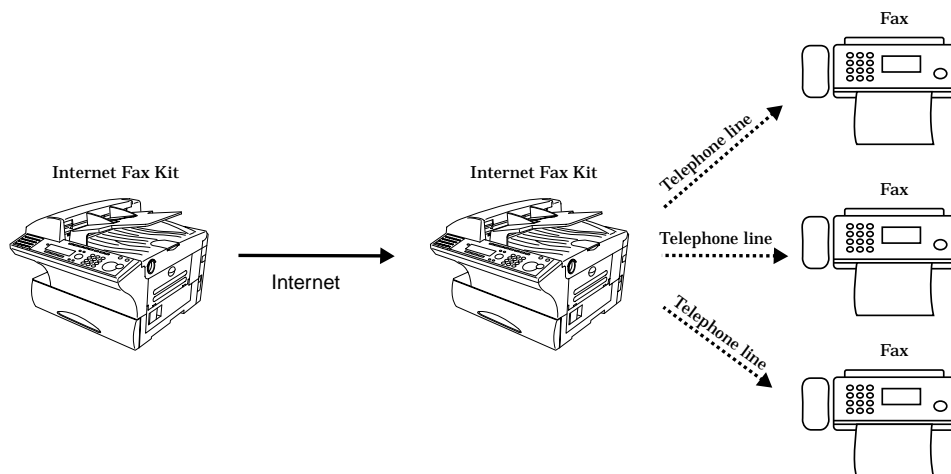 Fax
Telephone line
Internet Fax Kit
Internet Fax Kit
Fax
Telephone line
Internet
Telephone line
Fax